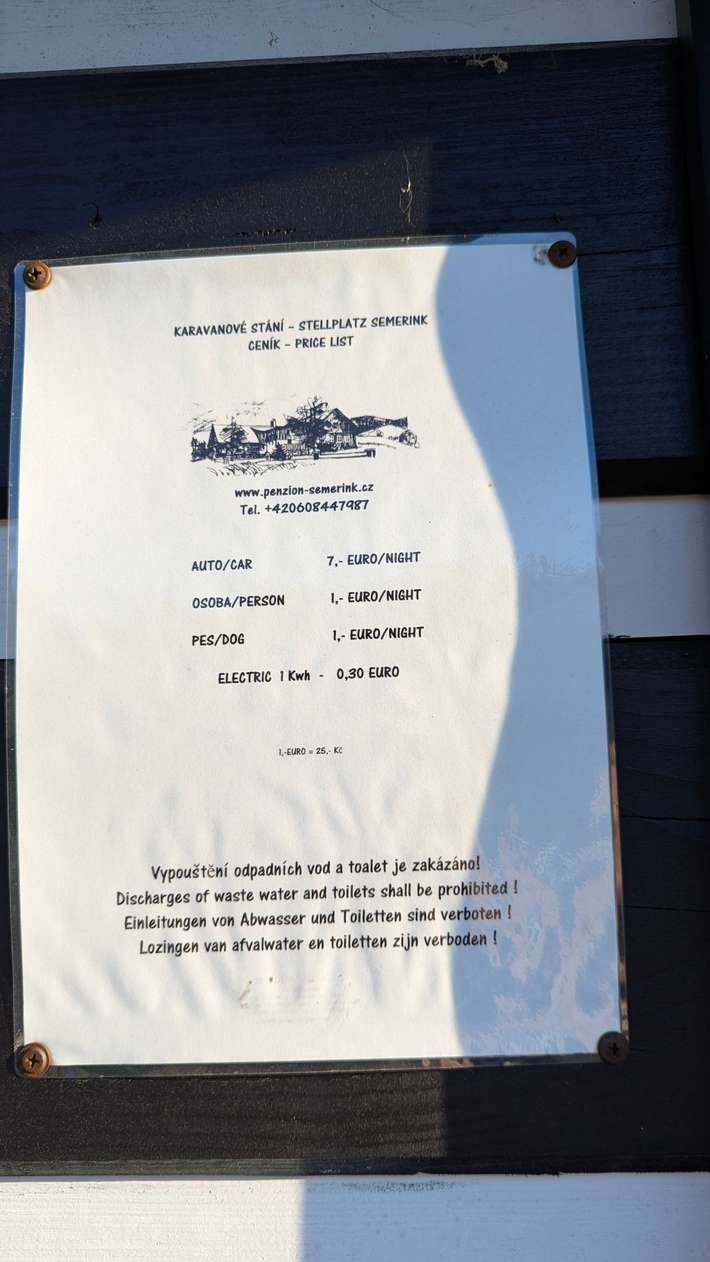 KARAVANOVÉ STÁNÍ – STELLPLATZ SEMERINK
CENÍK – PRICE LIST
www.penzion-semerink.cz
Tel. +420608447987
AUTO/CAR 7,- EURO/NIGHT
OSOBA/PERSON 1,- EURO/NIGHT
PES/DOG 1,- EURO/NIGHT
ELECTRIC 1 Kwh - 0,30 EURO
1,-EURO = 25,- Kč
Vypouštění odpadních vod a toalet je zakázáno!
Discharges of waste water and toilets shall be prohibited !
Einleitungen von Abwasser und Toiletten sind verboten !
Lozingen van afvalwater en toiletten zijn verboden !